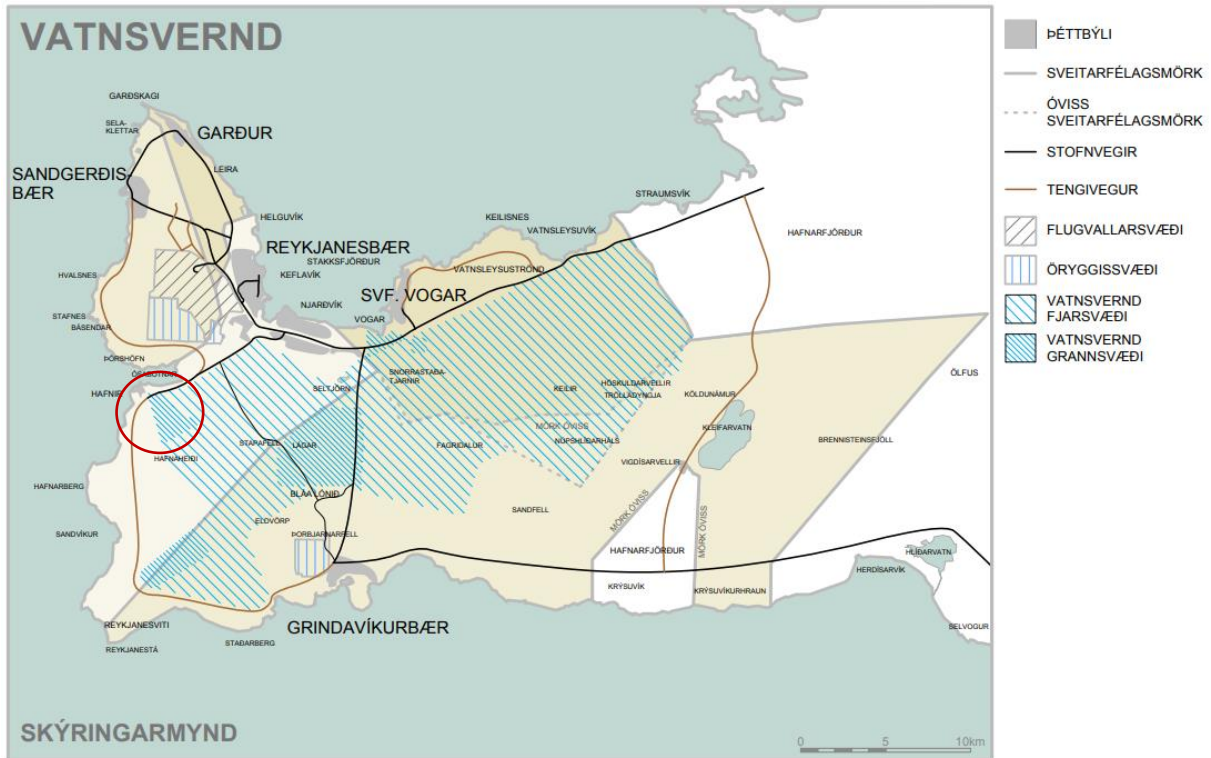 VATNSVERND
GARÐSKAGI
SELA-
KLETTAR
GARÐUR
SANDGERÐIS-
BÆR
LEIRA
HELGUVÍK
REYKJANESBÆR
STAKKSFJÖRÐUR
KEFLAVÍK
HVALSNES
NJARÐVÍK
STAFNES
BÁSENDAR
ÞÓRSHÖFN
ÓSABOTNAR
HAFNIR
STRAUMSVÍK
KEILISNES
VATNSLEYSUVÍK
HAFNARFJÖRÐUR
VATNSLEYSUSTRÖND
SVF. VOGAR
VOGAR
SNORRASTAÐA-
TJARNIR
SELTJÖRN
KEILIR
HÖSKULDARVELLIR
TRÖLLADYNGJA
KÖLDUNÁMUR
ÖLFUS
MÖRK ÓVISS
KLEIFARVATN
STAPAFELL
LÁGAR
FAGRIDALUR
NÚPSHLÍÐARHÁLS
BRENNISTEINSFJÖLL
HAFNAHEIÐI
VIGDÍSARVELLIR
HAFNARBERG
BLÁA LÓNIÐ
SANDFELL
MÖRK ÓVISS
MÖRK ÓVISS
SANDVÍKUR
ELDVÖRP
ÞORBJARNARFELL
HAFNARFJÖRÐUR
HLÍÐARVATN
HERDÍSARVÍK
KRÝSUVÍK
KRÝSUVÍKURHRAUN
REYKJANESVITI
GRINDAVÍKURBÆR
SELVOGUR
STAÐARBERG
REYKJANESTÁ
SKÝRINGARMYND
0 5 10km
ÞÉTTBÝLI
SVEITARFÉLAGSMÖRK
ÓVISS
SVEITARFÉLAGSMÖRK
STOFNVEGIR
TENGIVEGUR
FLUGVALLARSVÆÐI
ÖRYGGISSVÆÐI
VATNSVERND
FJARSVÆÐI
VATNSVERND
GRANNSVÆÐI